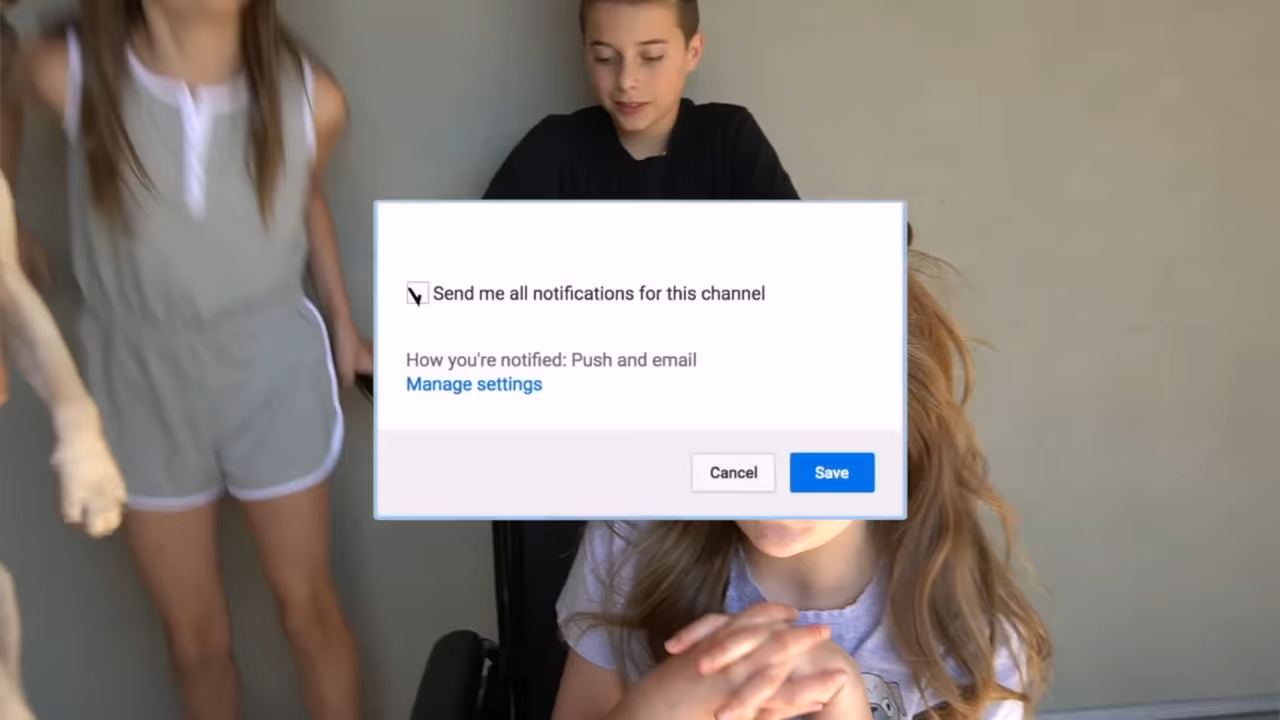 Send me all notifications for this channel
How you're notified: Push and email
Manage settings
Cancel
Save